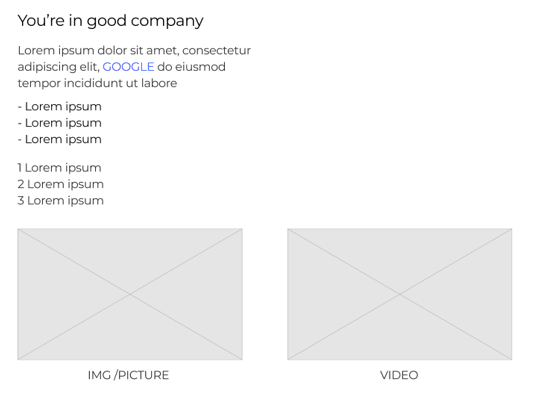 You're in good company
Lorem ipsum dolor sit amet, consectetur
adipiscing elit, GOOGLE do eiusmod
tempor incididunt ut labore
- Lorem ipsum
- Lorem ipsum
- Lorem ipsum
1 Lorem ipsum
2 Lorem ipsum
3 Lorem ipsum
IMG /PICTURE
VIDEO